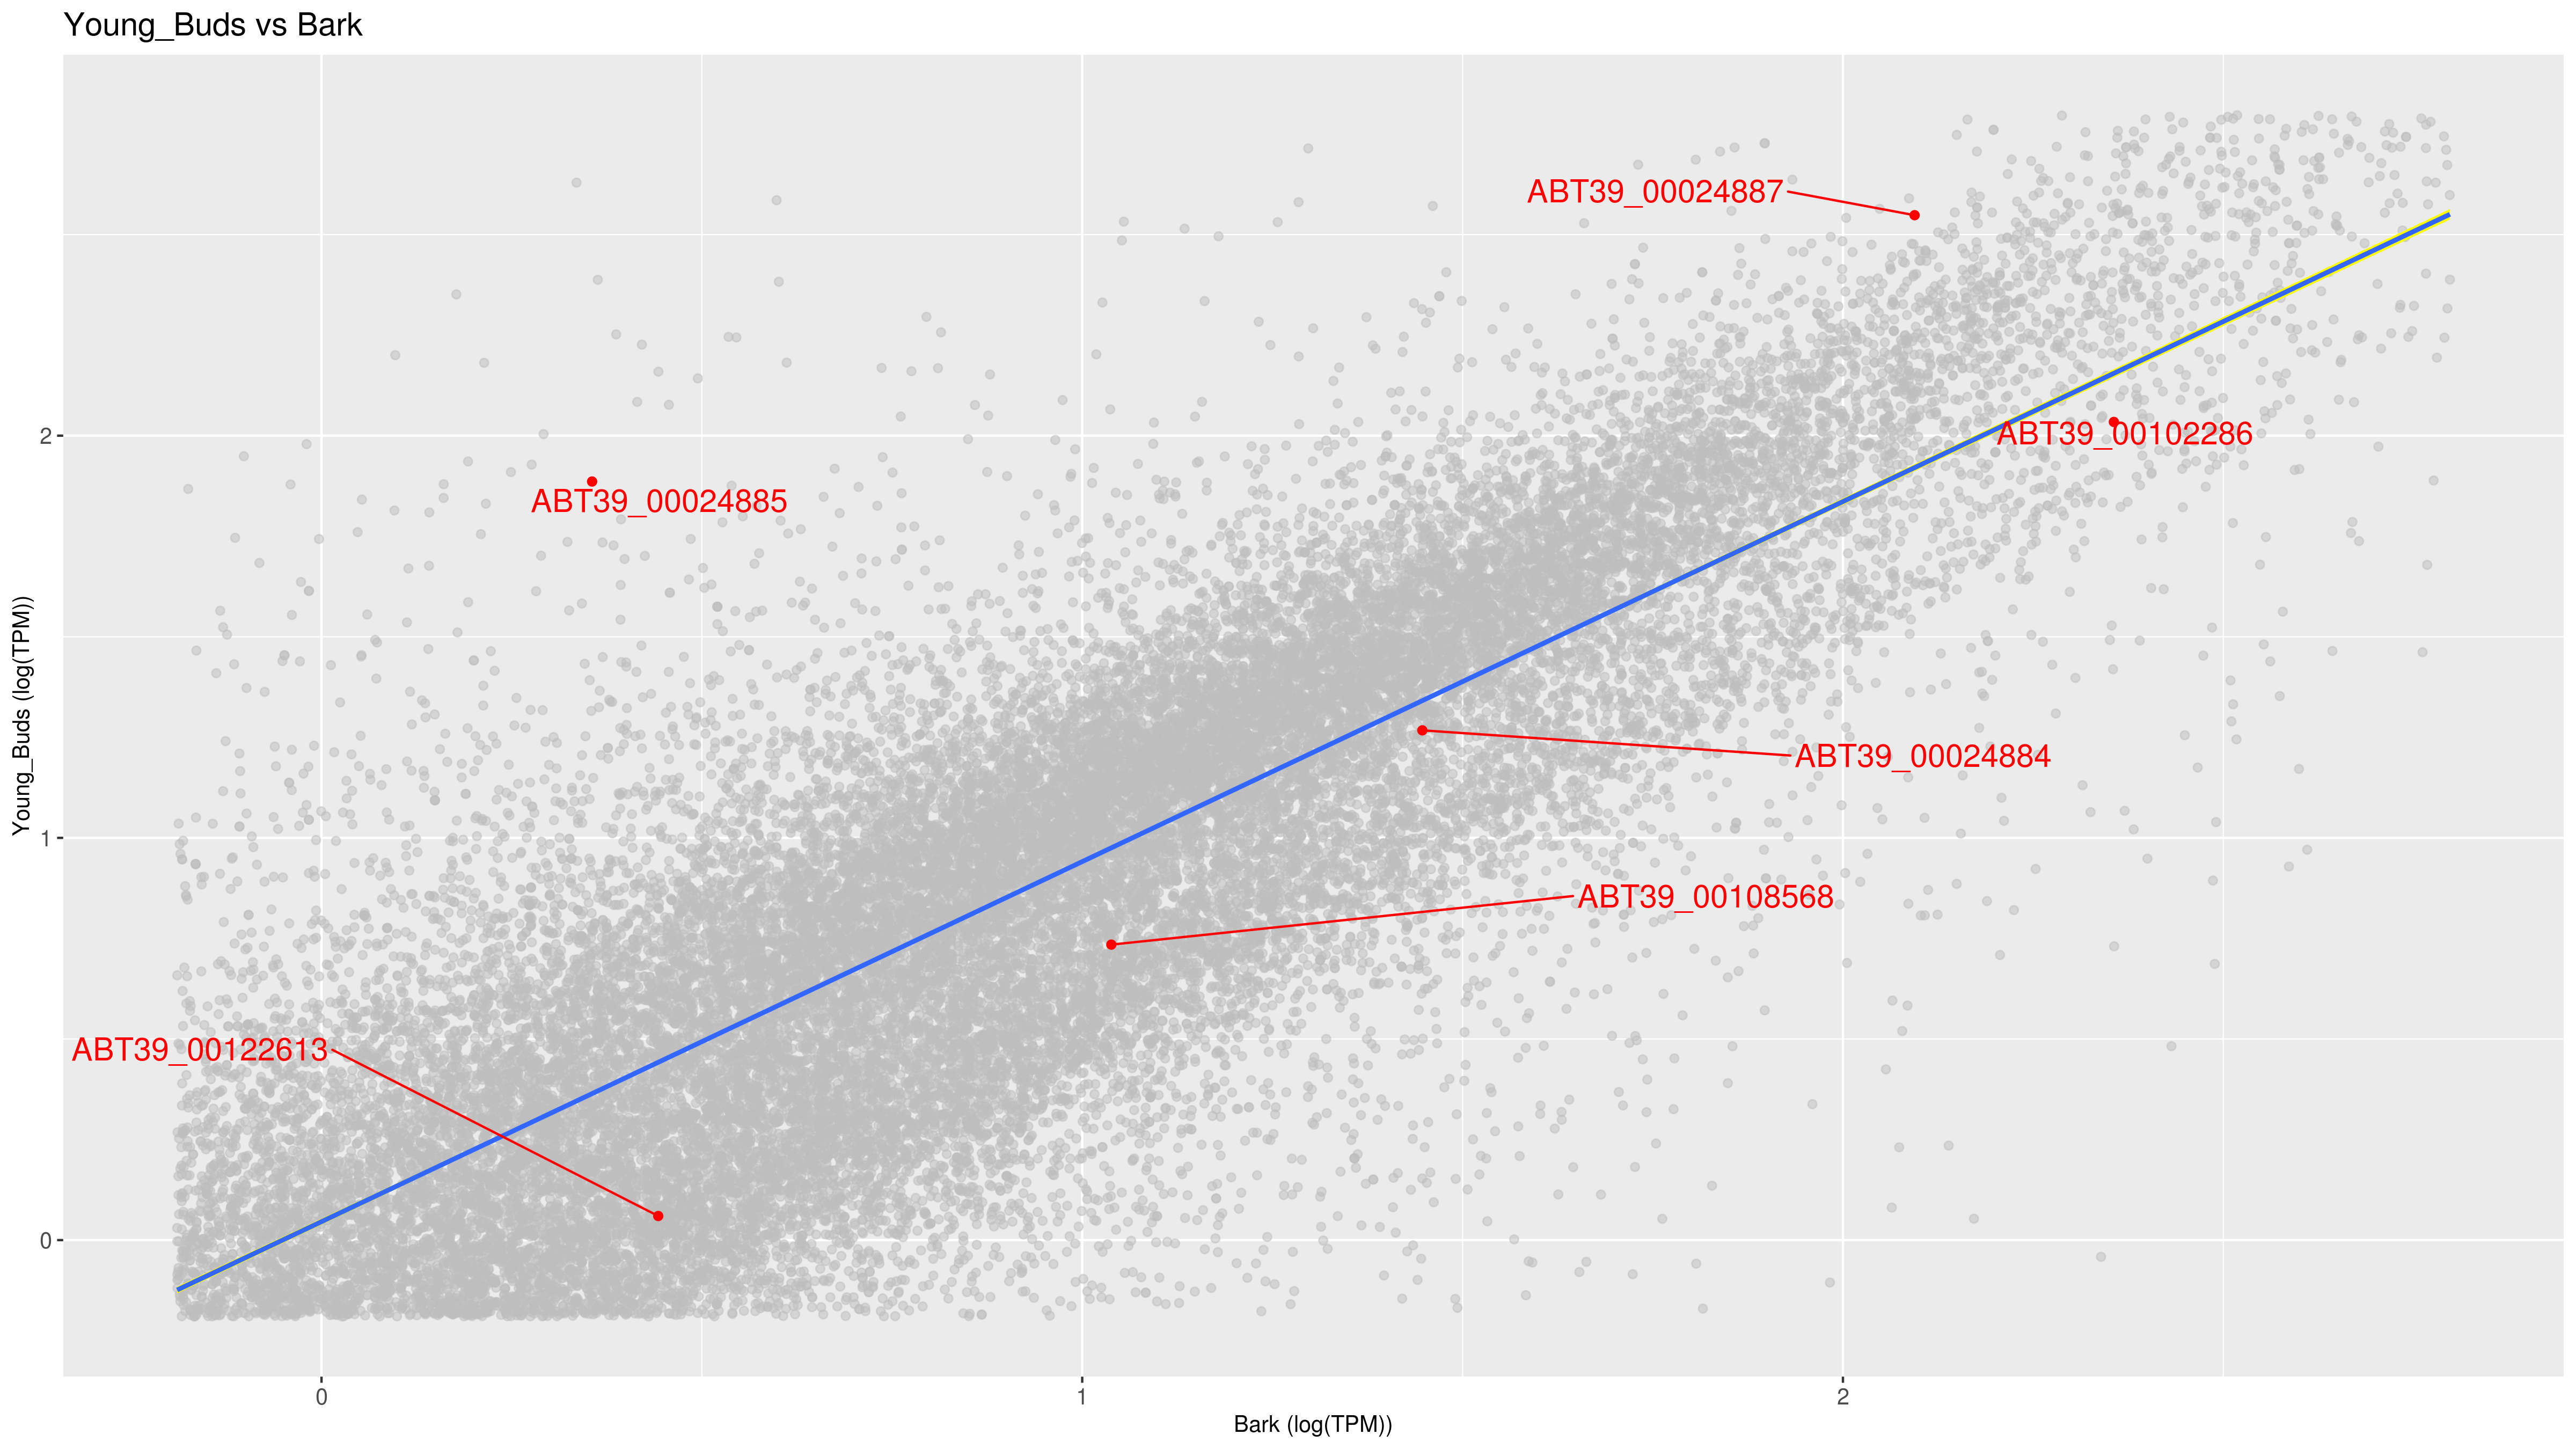 Young_Buds vs Bark
ABT39_00024887
ABT39_00102286
ABT39_00024885
ABT39_00024884
ABT39_00108568
ABT39_00122613
Young_Buds (log(TPM))
2
1
0
0
1
2
Bark (log(TPM))